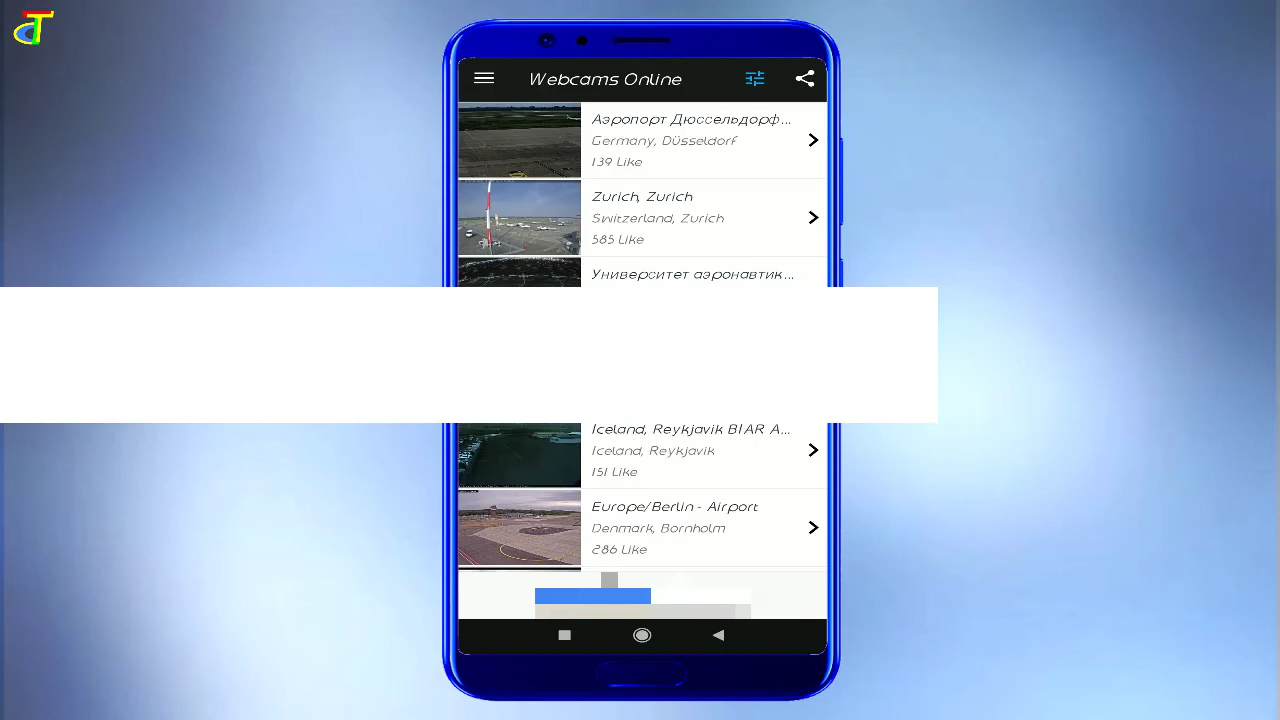 Webcams Online
Аэропорт Дюссельдорф...
Germany, Düsseldorf
139 Like
Zurich, Zurich
Switzerland, Zurich
585 Like
Университет аэронавтик...
Iceland, Reykjavik BIAR A...
Iceland, Reykjavik
151 Like
Europe/Berlin - Airport
Denmark, Bornholm
286 Like